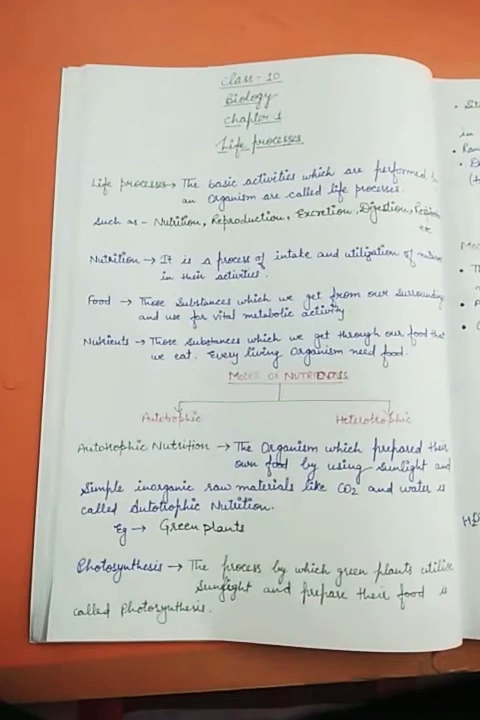 Class - 10
Biology
Chapter 1
Life processes
Life processes → The basic activities which are performed
an Organism are called life processes.
such as - Nutrition, Reproduction, Excretion, Digestion,
etc
Nutrition → It is a process of intake and utilization of
in their activities.
Food → Those Substances which we get from our surrounding
and use for vital metabolic activity
Nutrients → Those substances which we get through our food that
we eat. Every living Organism need food.
Modes of
Autotrophic Heterotrophic
Autotrophic Nutrition → The Organism which prepared their
own food by using sunlight and
Simple inorganic raw materials like CO2 and water is
called Autotrophic Nutrition.
Eg → Green plants
Photosynthesis → The process by which green plants utilise
Sunlight and prepare their food is
called Photosynthesis.